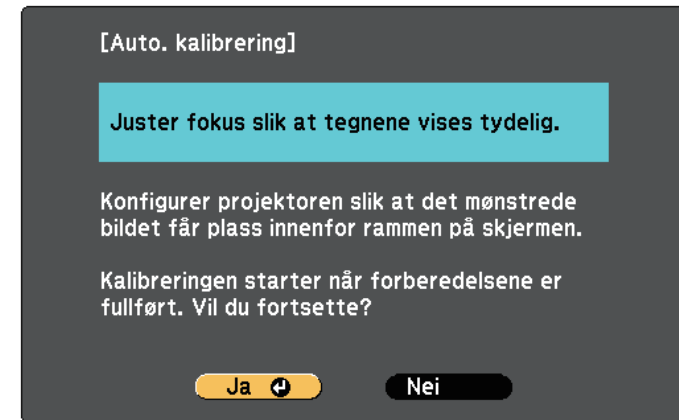 [Auto. kalibrering]
Juster fokus slik at tegnene vises tydelig.
Konfigurer projektoren slik at det mønstrede
bildet får plass innenfor rammen på skjermen.
Kalibreringen starter når forberedelsene er
fullført. Vil du fortsette?
Ja
Nei